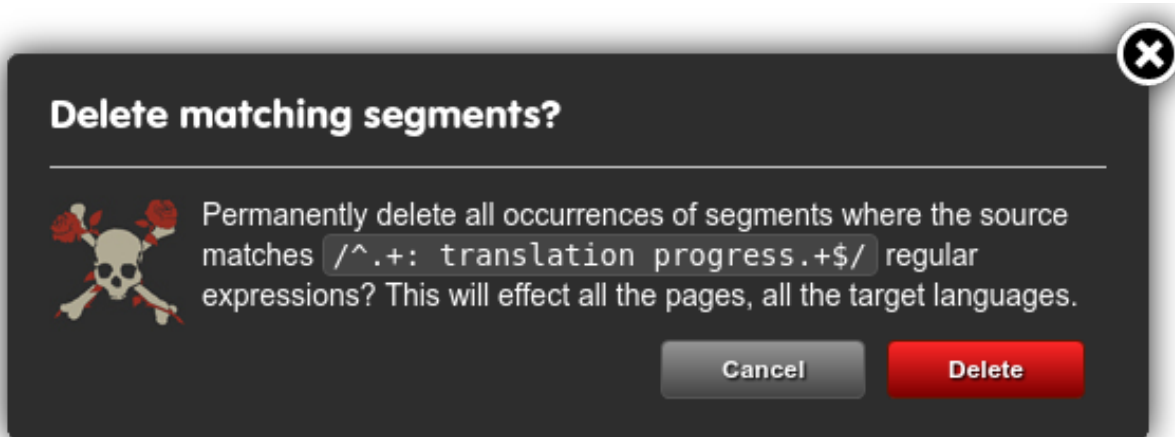 Delete matching segments?
Permanently delete all occurrences of segments where the source
matches /^.+: translation progress.+$/ regular
expressions? This will effect all the pages, all the target languages.
Cancel Delete